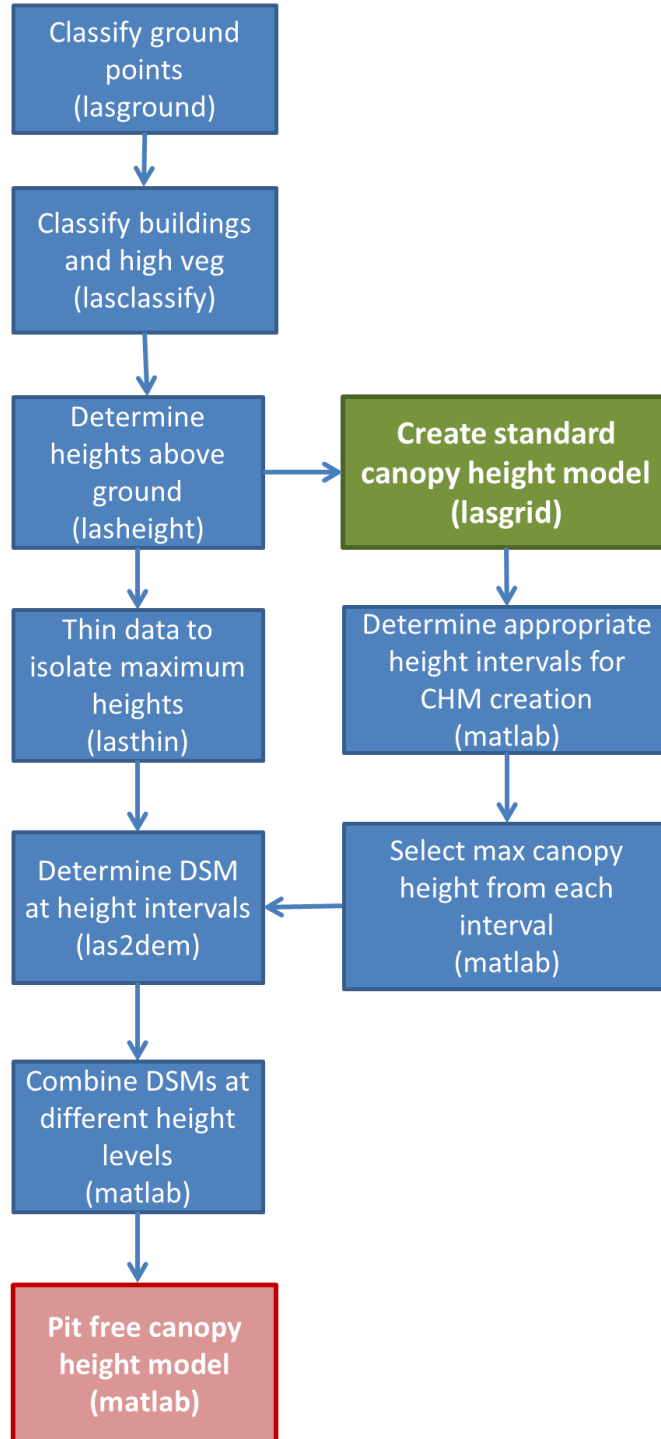 Classify ground
points
(lasground)
Classify buildings
and high veg
(lasclassify)
Determine
heights above
ground
(lasheight)
Create standard
canopy height model
(lasgrid)
Thin data to
isolate maximum
heights
(lasthin)
Determine appropriate
height intervals for
CHM creation
(matlab)
Determine DSM
at height intervals
(las2dem)
Select max canopy
height from each
interval
(matlab)
Combine DSMs at
different height
levels
(matlab)
Pit free canopy
height model
(matlab)